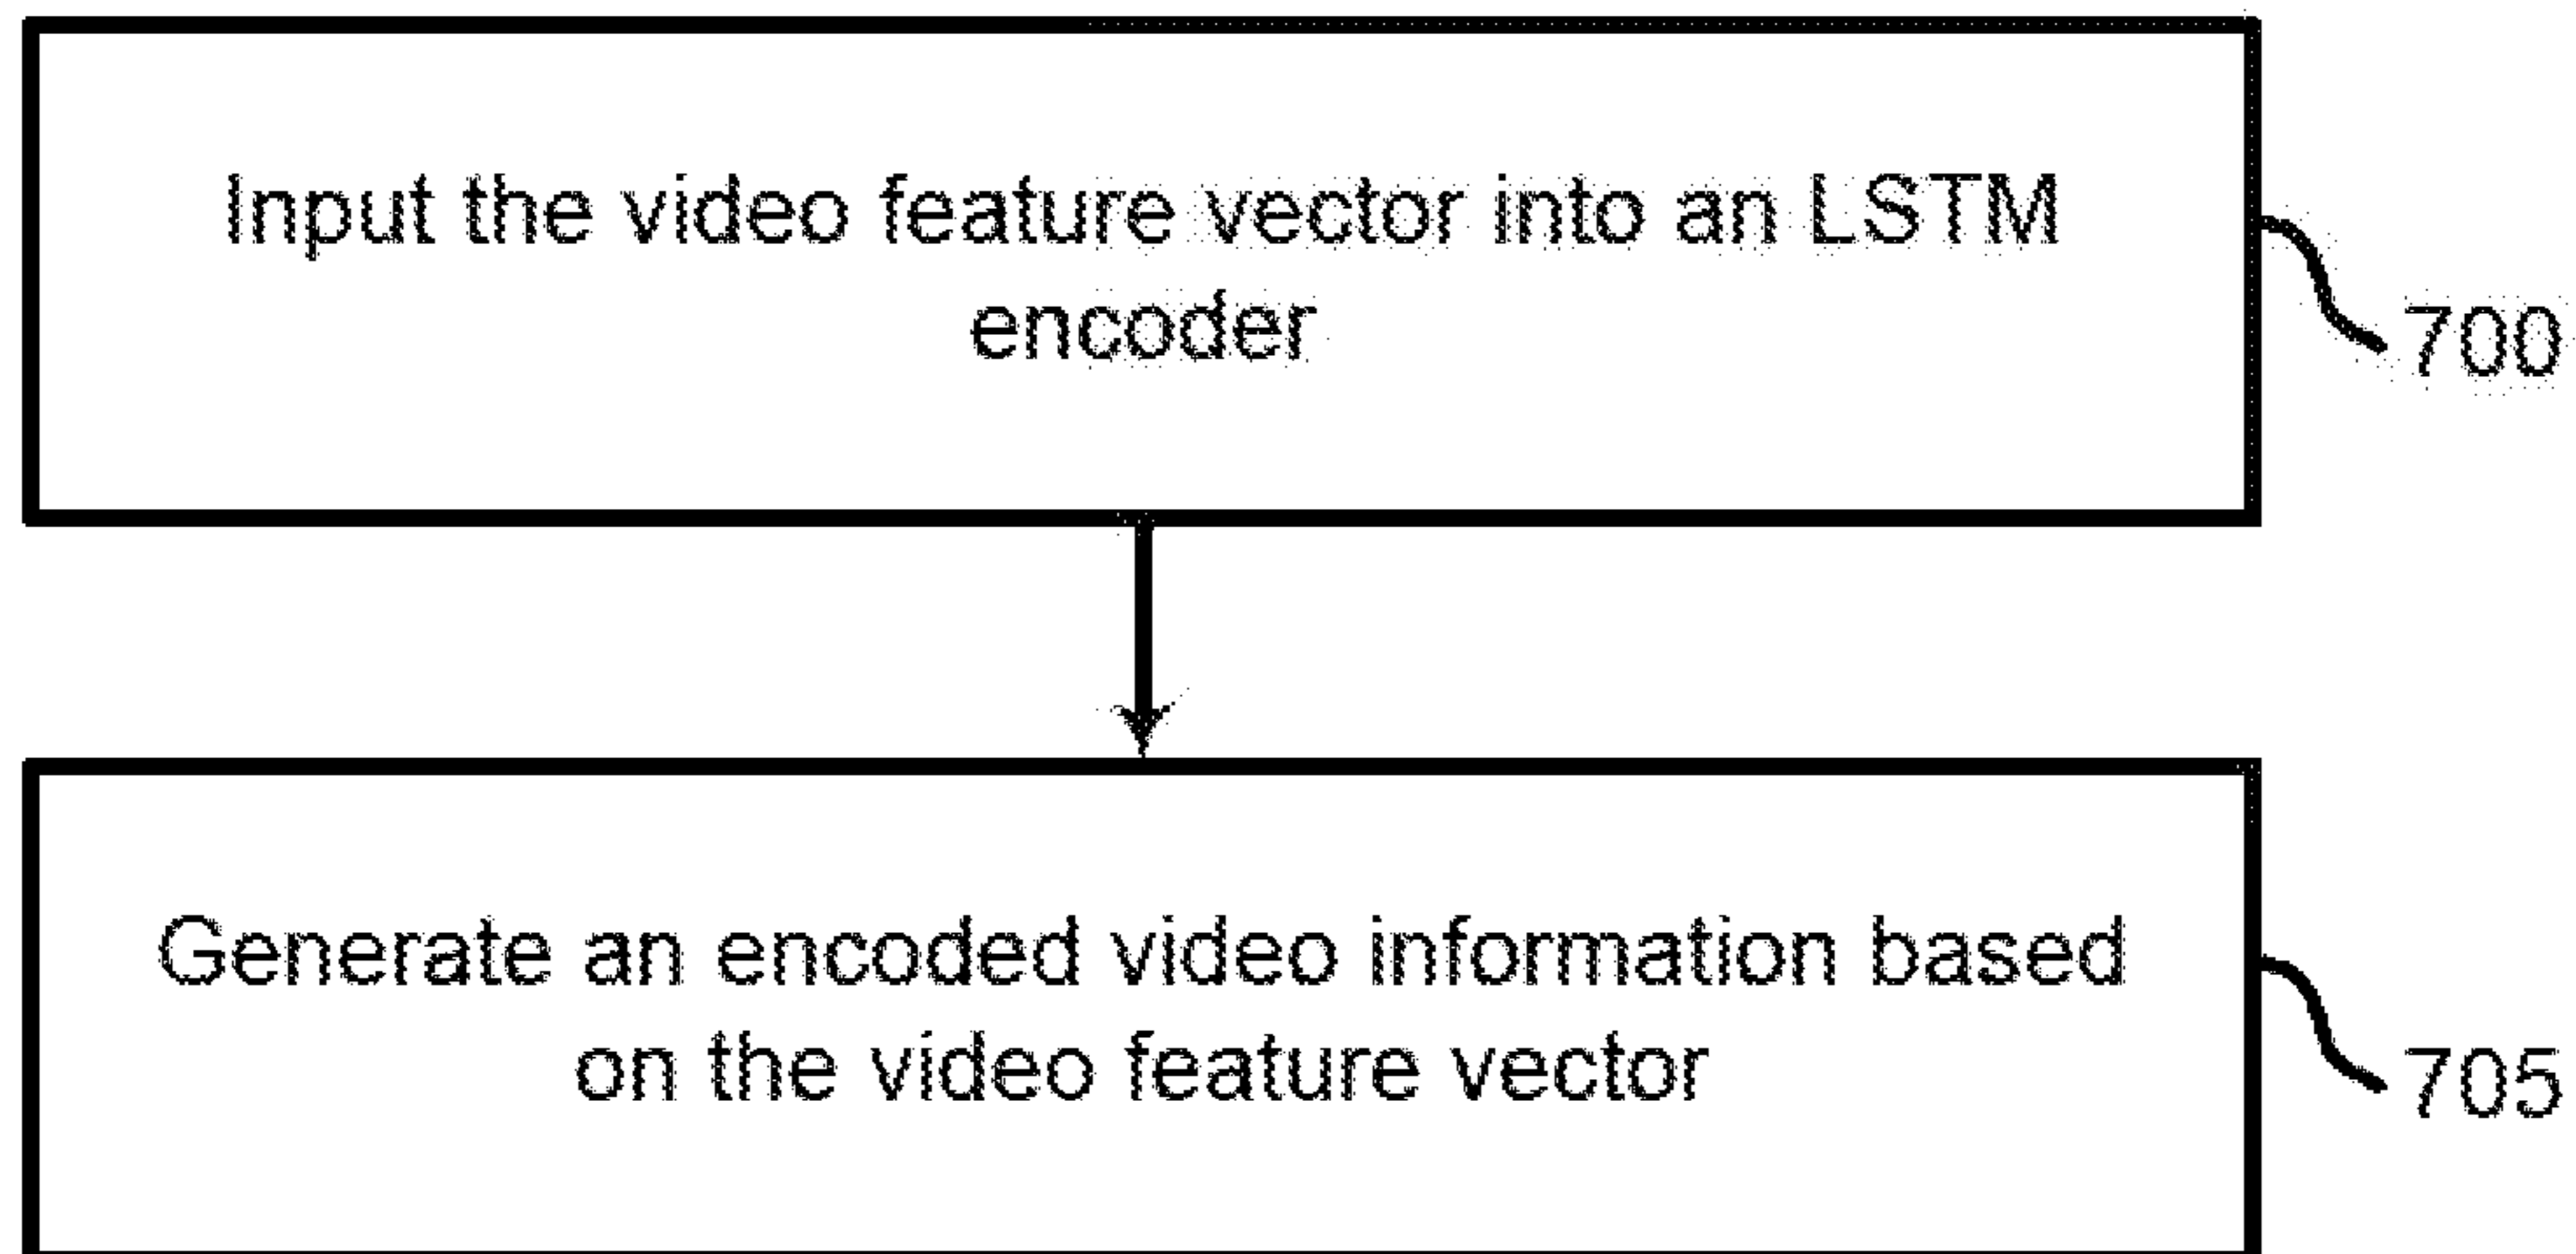 Input the video feature vector into an LSTM
encoder
700
Generate an encoded video information based
on the video feature vector
705